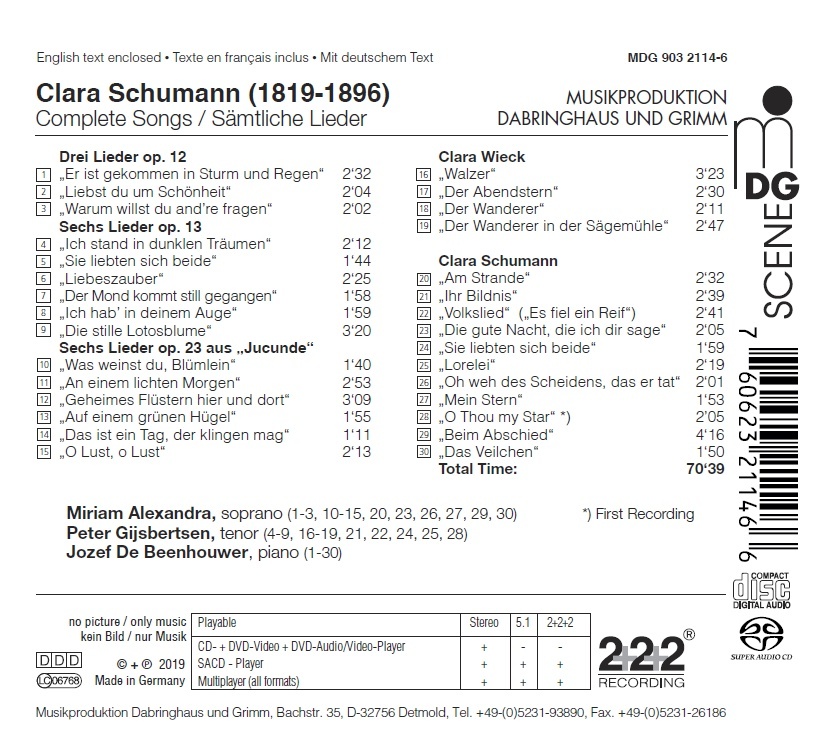 English text enclosed • Texte en français inclus • Mit deutschem Text
MDG 903 2114-6
Clara Schumann (1819-1896)
Complete Songs / Sämtliche Lieder
MUSIKPRODUKTION
DABRINGHAUS UND GRIMM
mDG
SCENE
Drei Lieder op. 12
1 „Er ist gekommen in Sturm und Regen“ 2‘32
2 „Liebst du um Schönheit“ 2‘04
3 „Warum willst du and’re fragen“ 2‘02
Sechs Lieder op. 13
4 „Ich stand in dunklen Träumen“ 2‘12
5 „Sie liebten sich beide“ 1‘44
6 „Liebeszauber“ 2‘25
7 „Der Mond kommt still gegangen“ 1‘58
8 „Ich hab’ in deinem Auge“ 1‘59
9 „Die stille Lotosblume“ 3‘20
Sechs Lieder op. 23 aus „Jucunde“
10 „Was weinst du, Blümlein“ 1‘40
11 „An einem lichten Morgen“ 2‘53
12 „Geheimes Flüstern hier und dort“ 3‘09
13 „Auf einem grünen Hügel“ 1‘55
14 „Das ist ein Tag, der klingen mag“ 1‘11
15 „O Lust, o Lust“ 2‘13
Clara Wieck
16 „Walzer“ 3‘23
17 „Der Abendstern“ 2‘30
18 „Der Wanderer“ 2‘11
19 „Der Wanderer in der Sägemühle“ 2‘47
Clara Schumann
20 „Am Strande“ 2‘32
21 „Ihr Bildnis“ 2‘39
22 „Volkslied“ („Es fiel ein Reif“) 2‘41
23 „Die gute Nacht, die ich dir sage“ 2‘05
24 „Sie liebten sich beide“ 1‘59
25 „Lorelei“ 2‘19
26 „Oh weh des Scheidens, das er tat“ 2‘01
27 „Mein Stern“ 1‘53
28 „O Thou my Star“ *) 2‘05
29 „Beim Abschied“ 4‘16
30 „Das Veilchen“ 1‘50
Total Time: 70‘39
7 60623 21146 6
Miriam Alexandra, soprano (1-3, 10-15, 20, 23, 26, 27, 29, 30)
*) First Recording
Peter Gijsbertsen, tenor (4-9, 16-19, 21, 22, 24, 25, 28)
Jozef De Beenhouwer, piano (1-30)
COMPACT
disc
DIGITAL AUDIO
SUPER AUDIO CD
no picture / only music
kein Bild / nur Musik
DDD
LC 06768
© + ℗ 2019
Made in Germany
Playable Stereo 5.1 2+2+2
CD- + DVD-Video + DVD-Audio/Video-Player + - -
SACD - Player + + +
Multiplayer (all formats) + + +
2+2+2®
RECORDING
Musikproduktion Dabringhaus und Grimm, Bachstr. 35, D-32756 Detmold, Tel. +49-(0)5231-93890, Fax. +49-(0)5231-26186